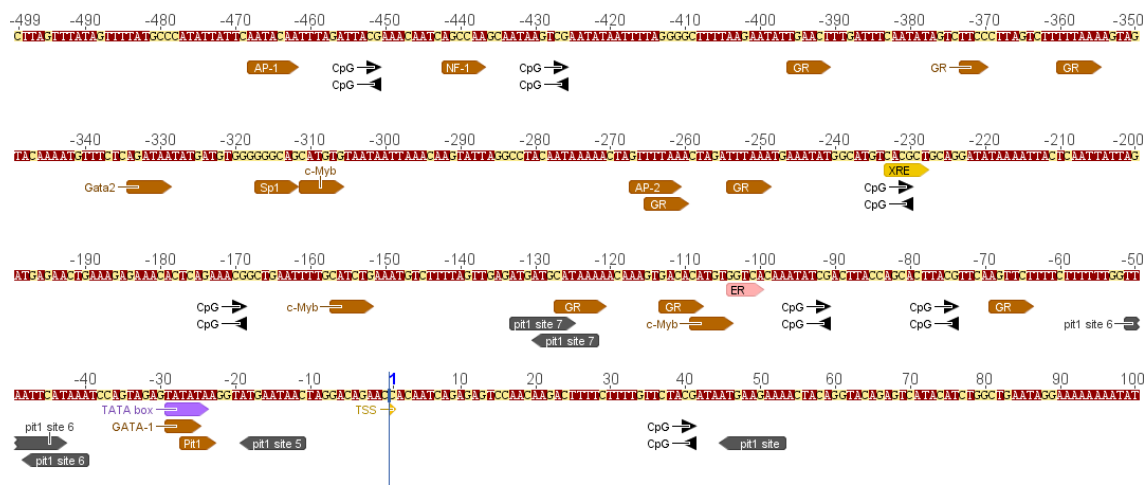 -499 -490 -480 -470 -460 -450 -440 -430 -420 -410 -400 -390 -380 -370 -360 -350
CTTAGTTTATAGTTTTATGCCCATATTATTCAATACAATTTAGATTACGAAACAATCAGCCAAGCAATAAGTCGAATATAATTTTAGGGGCTTTTAAGAATATTGAACTTTGATTTCAATATAGTCTTCCCTTAGTCTTTTTAAAAGTAG
AP-1 CpG NF-1 CpG GR GR GR
CpG CpG
-340 -330 -320 -310 -300 -290 -280 -270 -260 -250 -240 -230 -220 -210 -200
TACAAAATGTTTCTCAGATAATATGATGTGGGGGGCAGCATGTGTAATAATTAAACAAGTATTAGGCCTACAATAAAAACTAGTTTTAAACTAGATTTAAATGAAATATGGCATGTCACGCTGCAGGATATAAAATTACTCAATTATTAG
c-Myb XRE
Gata2 Sp1 AP-2 GR CpG
GR CpG
-190 -180 -170 -160 -150 -140 -130 -120 -110 -100 -90 -80 -70 -60 -50
ATGAGAACTGAAAGAGAAACACTCAGAAACGGCTGAATTTTGCATCTGAAATGTCTTTTAGTTGAGATGATGCATAAAAACAAAGTGACACATGTGGTCACAAATATCGACTTACCAGCACTTACGTTCAAGTTCTTTTCTTTTTTGGTT
ER
CpG c-Myb GR GR CpG CpG GR
CpG pit1 site 7 c-Myb CpG CpG pit1 site 6
pit1 site 7
-40 -30 -20 -10 1 10 20 30 40 50 60 70 80 90 100
AATTCATAAATCCAGTAGAGTATATAAGGTATGAATACTAGGACAGAACCACAATCAGAGAGTCCAACAAGACTTTCTTTTGTTCTACGATAATGAAGAAAACACTACAGGTACAGAGTCATACATCTGGCTGAATAGGAAAAAAAATAA
TATA box TSS
pit1 site 6 GATA-1 CpG
Pit1 pit1 site 5 CpG pit1 site
pit1 site 6